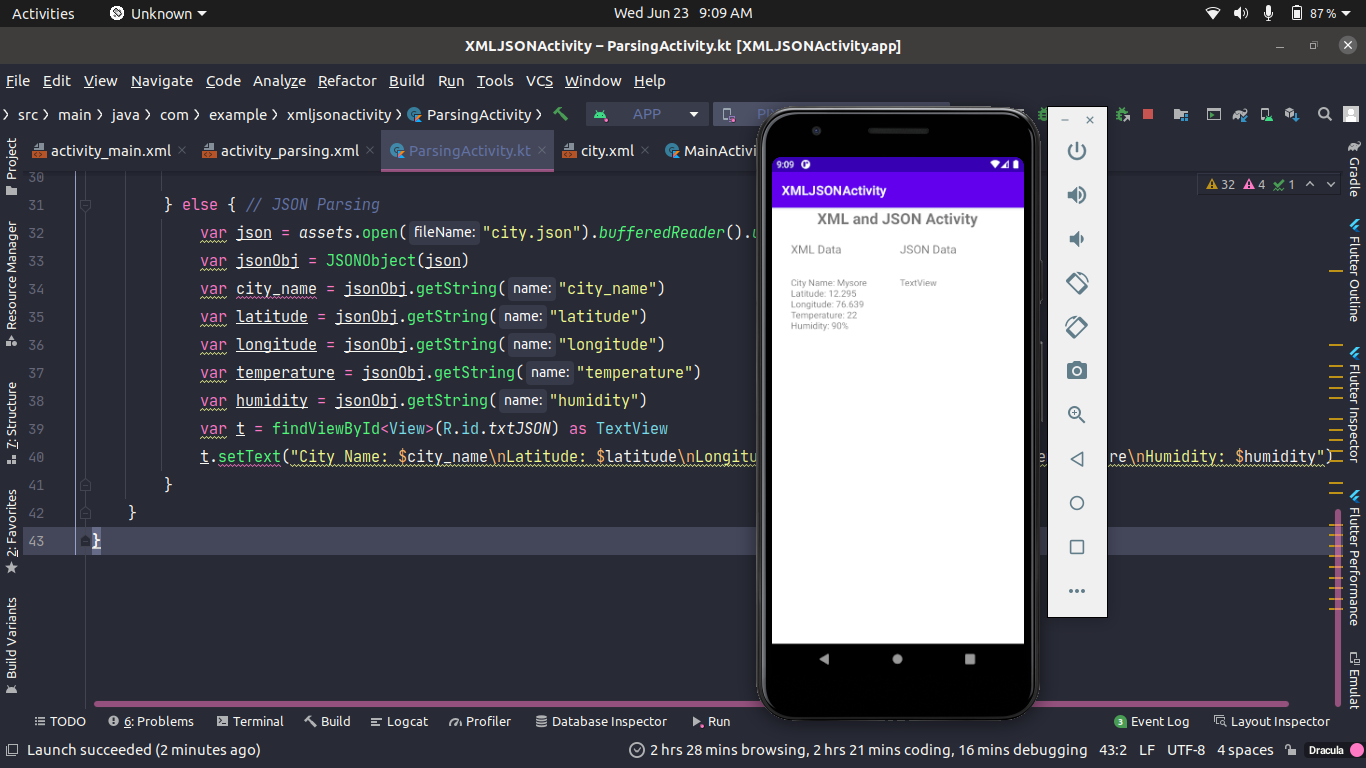 Activities Unknown Wed Jun 23 9:09 AM 87 %
XMLJSONActivity – ParsingActivity.kt [XMLJSONActivity.app]
File Edit View Navigate Code Analyze Refactor Build Run Tools VCS Window Help
src main java com example xmljsonactivity ParsingActivity APP
activity_main.xml activity_parsing.xml ParsingActivity.kt city.xml MainActivi
30
31 } else { // JSON Parsing
32 var json = assets.open( fileName: "city.json").bufferedReader().
33 var jsonObj = JSONObject(json)
34 var city_name = jsonObj.getString( name: "city_name")
35 var latitude = jsonObj.getString( name: "latitude")
36 var longitude = jsonObj.getString( name: "longitude")
37 var temperature = jsonObj.getString( name: "temperature")
38 var humidity = jsonObj.getString( name: "humidity")
39 var t = findViewById<View>(R.id.txtJSON) as TextView
40 t.setText("City Name: $city_name\nLatitude: $latitude\nLongitu re\nHumidity: $humidity")
41 }
42 }
43 }
32 4 1
Project
Resource Manager
7: Structure
2: Favorites
Build Variants
9:09
XMLJSONActivity
XML and JSON Activity
XML Data JSON Data
City Name: Mysore TextView
Latitude: 12.295
Longitude: 76.639
Temperature: 22
Humidity: 90%
Gradle
Flutter Outline
Flutter Inspector
Flutter Performance
Emulat
TODO 6: Problems Terminal Build Logcat Profiler Database Inspector Run 3 Event Log Layout Inspector
Launch succeeded (2 minutes ago) 2 hrs 28 mins browsing, 2 hrs 21 mins coding, 16 mins debugging 43:2 LF UTF-8 4 spaces Dracula